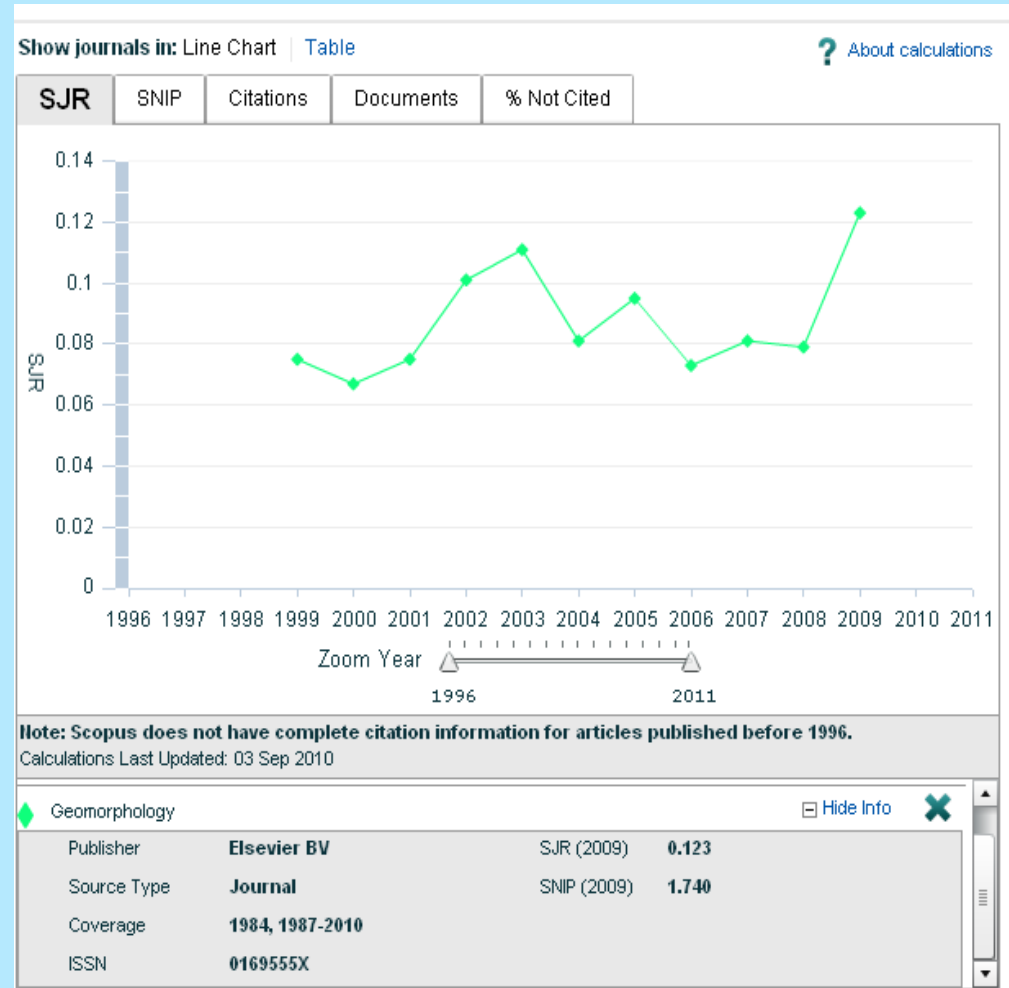 Show journals in: Line Chart | Table ? About calculations
SJR SNIP Citations Documents % Not Cited
0.14
0.12
0.1
0.08
0.06
0.04
0.02
0
SJR
1996 1997 1998 1999 2000 2001 2002 2003 2004 2005 2006 2007 2008 2009 2010 2011
Zoom Year
1996 2011
Note: Scopus does not have complete citation information for articles published before 1996.
Calculations Last Updated: 03 Sep 2010
Geomorphology Hide Info
Publisher Elsevier BV SJR (2009) 0.123
Source Type Journal SNIP (2009) 1.740
Coverage 1984, 1987-2010
ISSN 0169555X